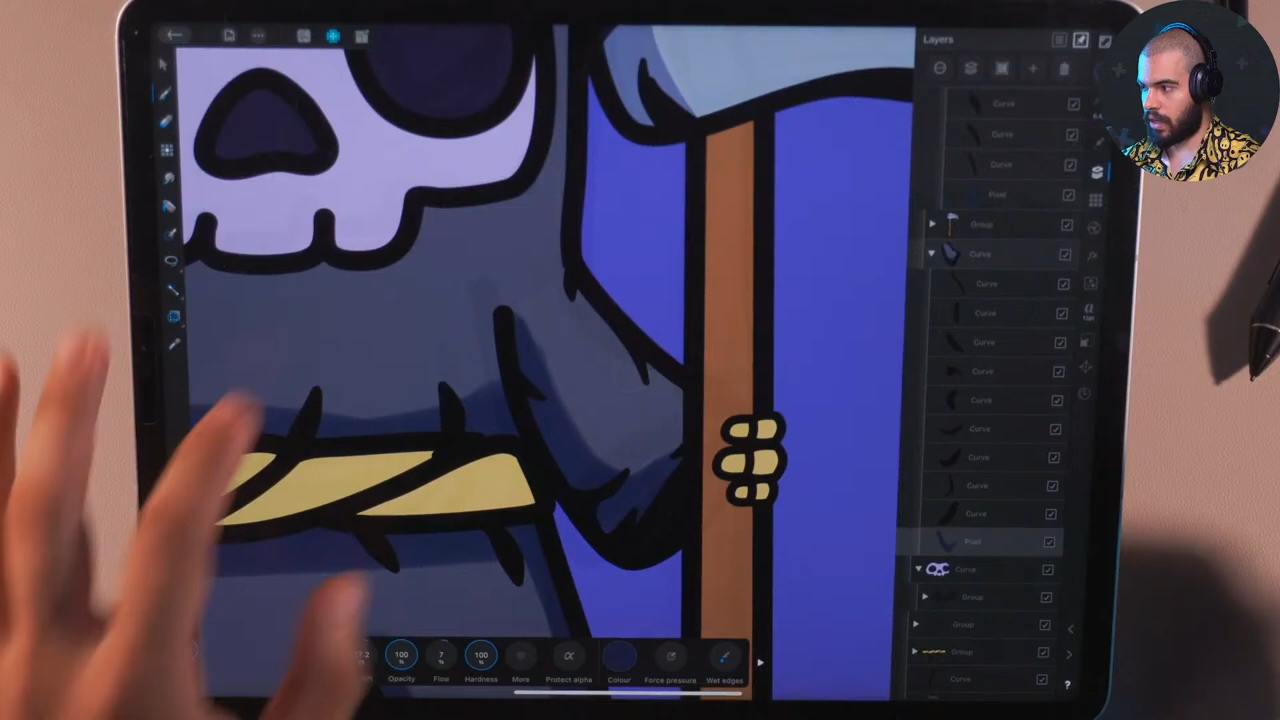 Layers
Curve
Curve
Curve
Pixel
Group
Curve
Curve
Curve
Curve
Curve
Curve
Curve
Curve
Curve
Curve
Pixel
Curve
Group
Group
Group
Curve
100 %
7 %
100 %
Opacity
Flow
Hardness
More
Protect alpha
Colour
Force pressure
Wet edges
?